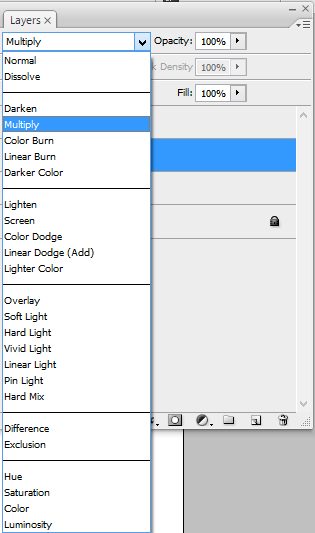 Layers ×
Multiply Opacity: 100%
Normal
Dissolve
k Density 100%
Fill: 100%
Darken
Multiply
Color Burn
Linear Burn
Darker Color
Lighten
Screen
Color Dodge
Linear Dodge (Add)
Lighter Color
Overlay
Soft Light
Hard Light
Vivid Light
Linear Light
Pin Light
Hard Mix
Difference
Exclusion
Hue
Saturation
Color
Luminosity